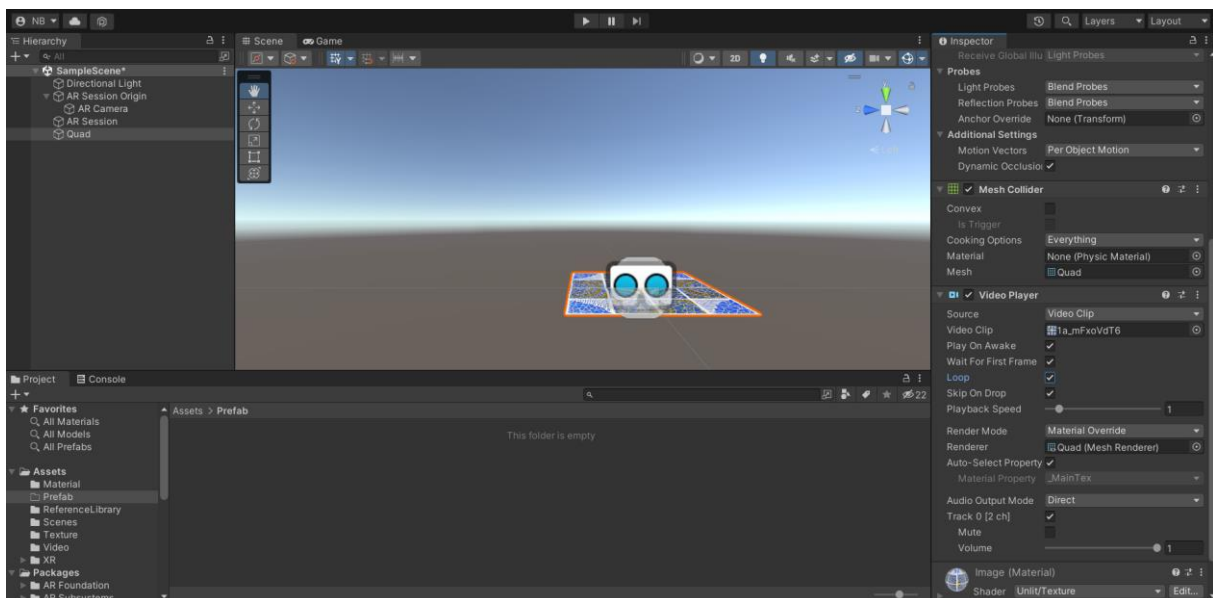 NB
Layers
Layout
Hierarchy
All
SampleScene*
Directional Light
AR Session Origin
AR Camera
AR Session
Quad
Scene
Game
2D
Inspector
Receive Global Illu Light Probes
Probes
Light Probes Blend Probes
Reflection Probes Blend Probes
Anchor Override None (Transform)
Additional Settings
Motion Vectors Per Object Motion
Dynamic Occlusio
Mesh Collider
Convex
Is Trigger
Cooking Options Everything
Material None (Physic Material)
Mesh Quad
Video Player
Source Video Clip
Video Clip 1a_mFxoVdT6
Play On Awake
Wait For First Frame
Loop
Skip On Drop
Playback Speed 1
Render Mode Material Override
Renderer Quad (Mesh Renderer)
Auto-Select Property
Material Property _MainTex
Audio Output Mode Direct
Track 0 [2 ch]
Mute
Volume 1
Image (Material)
Shader Unlit/Texture Edit...
Project
Console
22
Favorites
All Materials
All Models
All Prefabs
Assets
Material
Prefab
ReferenceLibrary
Scenes
Texture
Video
XR
Packages
AR Foundation
AR Subsystems
Assets > Prefab
This folder is empty